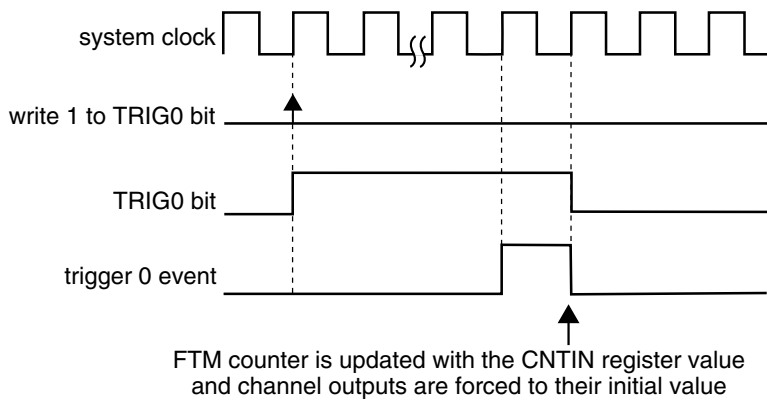 system clock
write 1 to TRIG0 bit
TRIG0 bit
trigger 0 event
FTM counter is updated with the CNTIN register value
and channel outputs are forced to their initial value